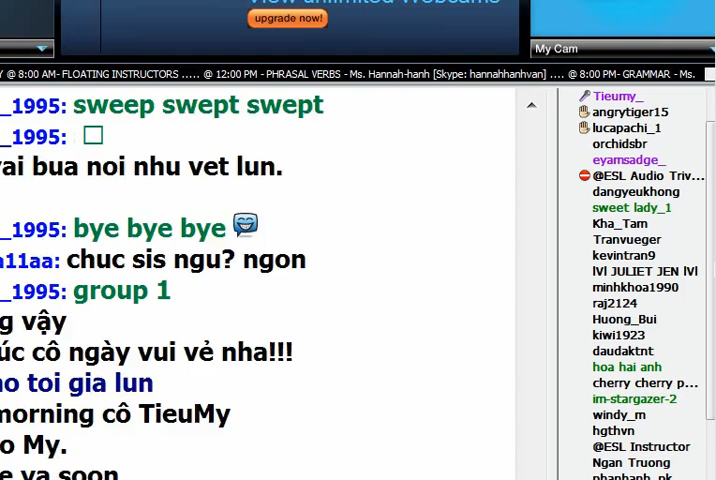 upgrade now!
My Cam
@ 8:00 AM- FLOATING INSTRUCTORS ..... @ 12:00 PM - PHRASAL VERBS - Ms. Hannah-hanh [Skype: hannahhanhvan] .... @ 8:00 PM- GRAMMAR - Ms.
_1995: sweep swept swept
_1995: □
vai bua noi nhu vet lun.
_1995: bye bye bye
a11aa: chuc sis ngu? ngon
_1995: group 1
g vậy
úc cô ngày vui vẻ nha!!!
ao toi gia lun
morning cô TieuMy
o My.
e ya soon
Tieumy_
angrytiger15
lucapachi_1
orchidsbr
eyamsadge_
@ESL Audio Triv...
dangyeukhong
sweet lady_1
Kha_Tam
Tranvueger
kevintran9
lVl JULIET JEN lVl
minhkhoa1990
raj2124
Huong_Bui
kiwi1923
daudaktnt
hoa hai anh
cherry cherry p...
im-stargazer-2
windy_m
hgthvn
@ESL Instructor
Ngan Truong